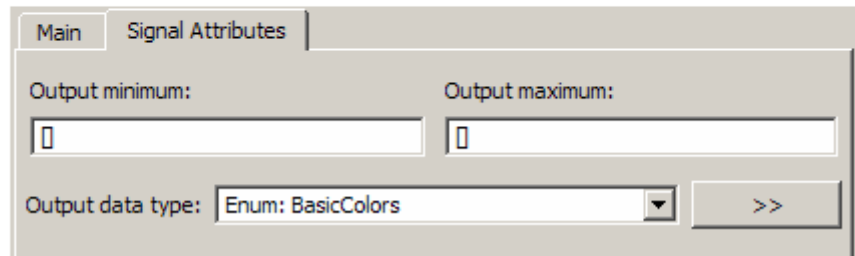 Main Signal Attributes
Output minimum: Output maximum:
[] []
Output data type: Enum: BasicColors >>